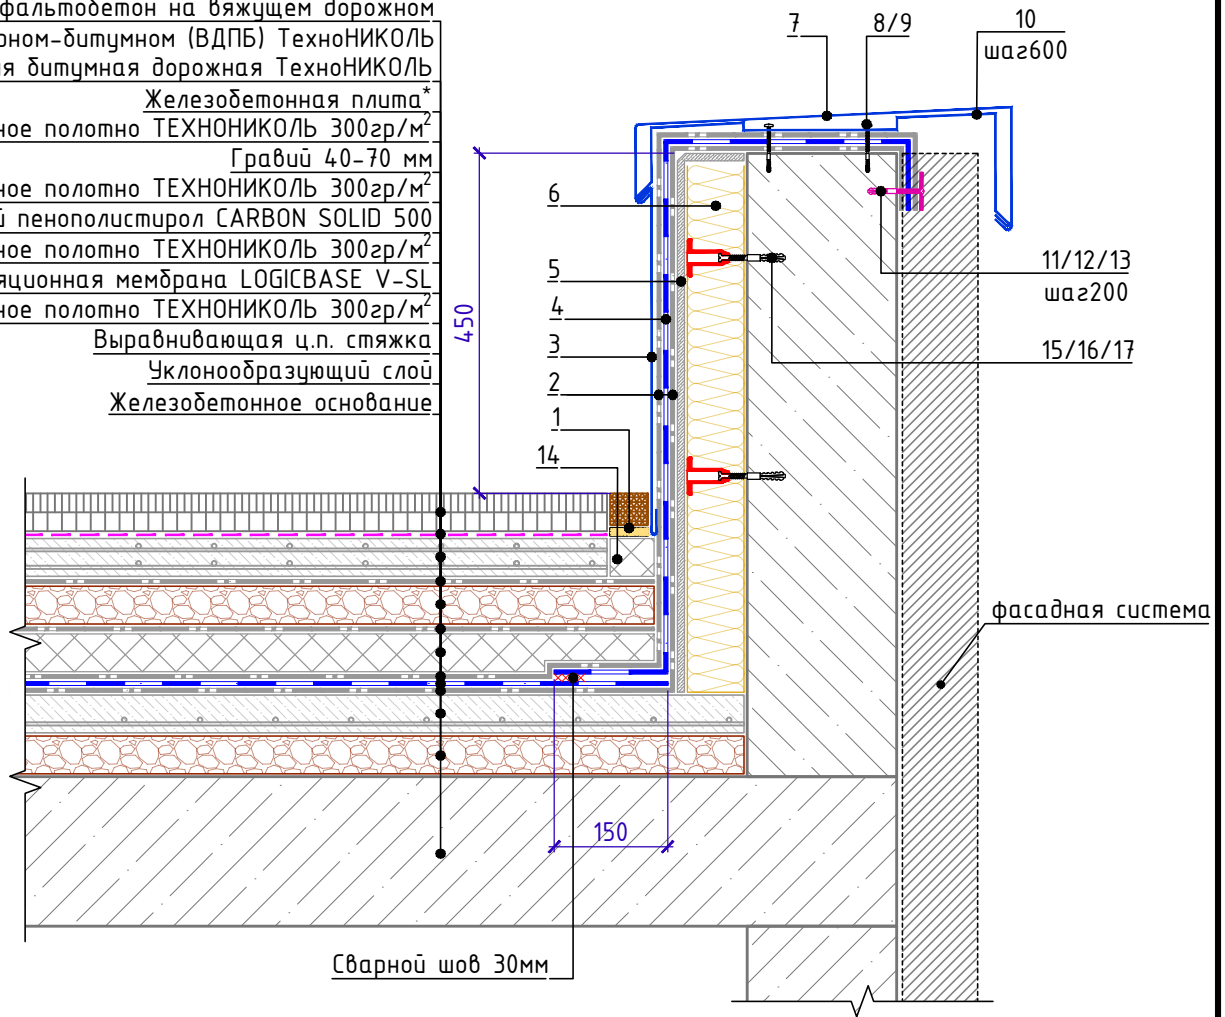 фальтобетон на вяжущем дорожном
рном-битумном (ВДПБ) ТехноНИКОЛЬ
ия битумная дорожная ТехноНИКОЛЬ
Железобетонная плита*
ное полотно ТЕХНОНИКОЛЬ 300гр/м²
Гравий 40-70 мм
ное полотно ТЕХНОНИКОЛЬ 300гр/м²
й пенополистирол CARBON SOLID 500
ное полотно ТЕХНОНИКОЛЬ 300гр/м²
яционная мембрана LOGICBASE V-SL
ное полотно ТЕХНОНИКОЛЬ 300гр/м²
Выравнивающая ц.п. стяжка
Уклонообразующий слой
Железобетонное основание
7
8/9
10
шаг600
6
5
4
3
2
1
14
450
11/12/13
шаг200
15/16/17
фасадная система
150
Сварной шов 30мм